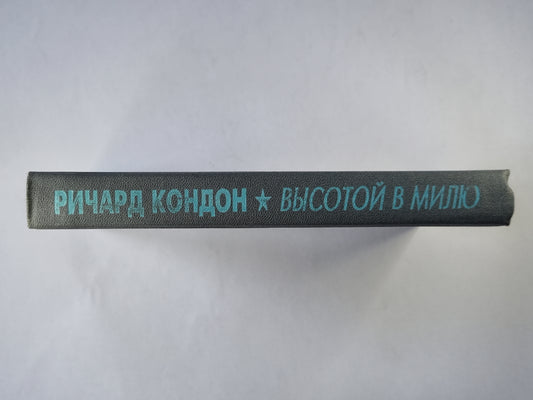 РИЧАРД КОНДОН ★ ВЫСОТОЙ В МИЛЮ